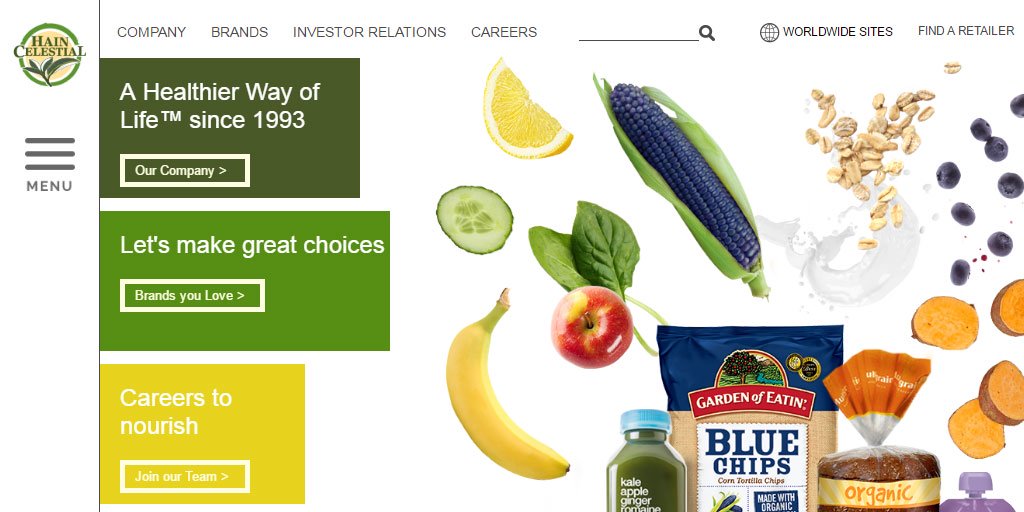 HAIN
CELESTIAL
COMPANY BRANDS INVESTOR RELATIONS CAREERS
WORLDWIDE SITES FIND A RETAILER
MENU
A Healthier Way of
Life™ since 1993
Our Company >
Let's make great choices
Brands you Love >
Careers to
nourish
Join our Team >
GARDEN of EATIN'®
BLUE
CHIPS
Corn Tortilla Chips
MADE WITH
ORGANIC
kale
apple
ginger
romaine
organic